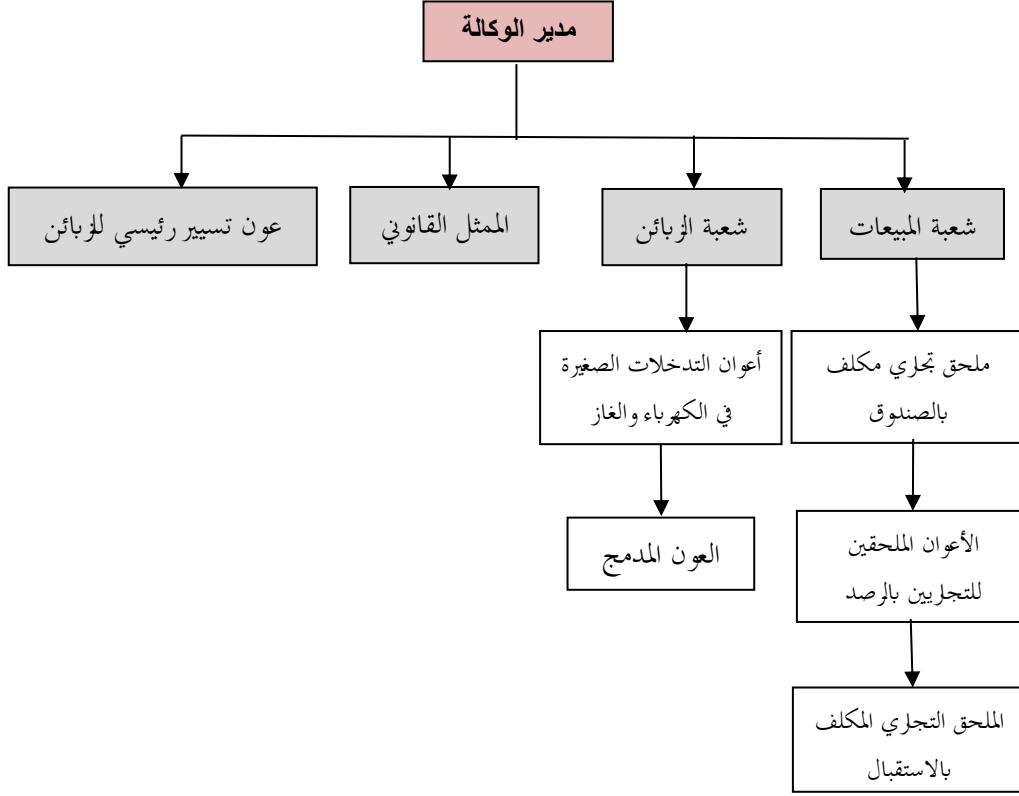 مدير الوكالة
شعبة المبيعات
شعبة الزبائن
الممثل القانوني
عون تسيير رئيسي للزبائن
ملحق تجاري مكلف
بالصندوق
أعوان التدخلات الصغيرة
في الكهرباء والغاز
الأعوان الملحقين
للتجاريين بالرصد
العون المدمج
الملحق التجاري المكلف
بالاستقبال